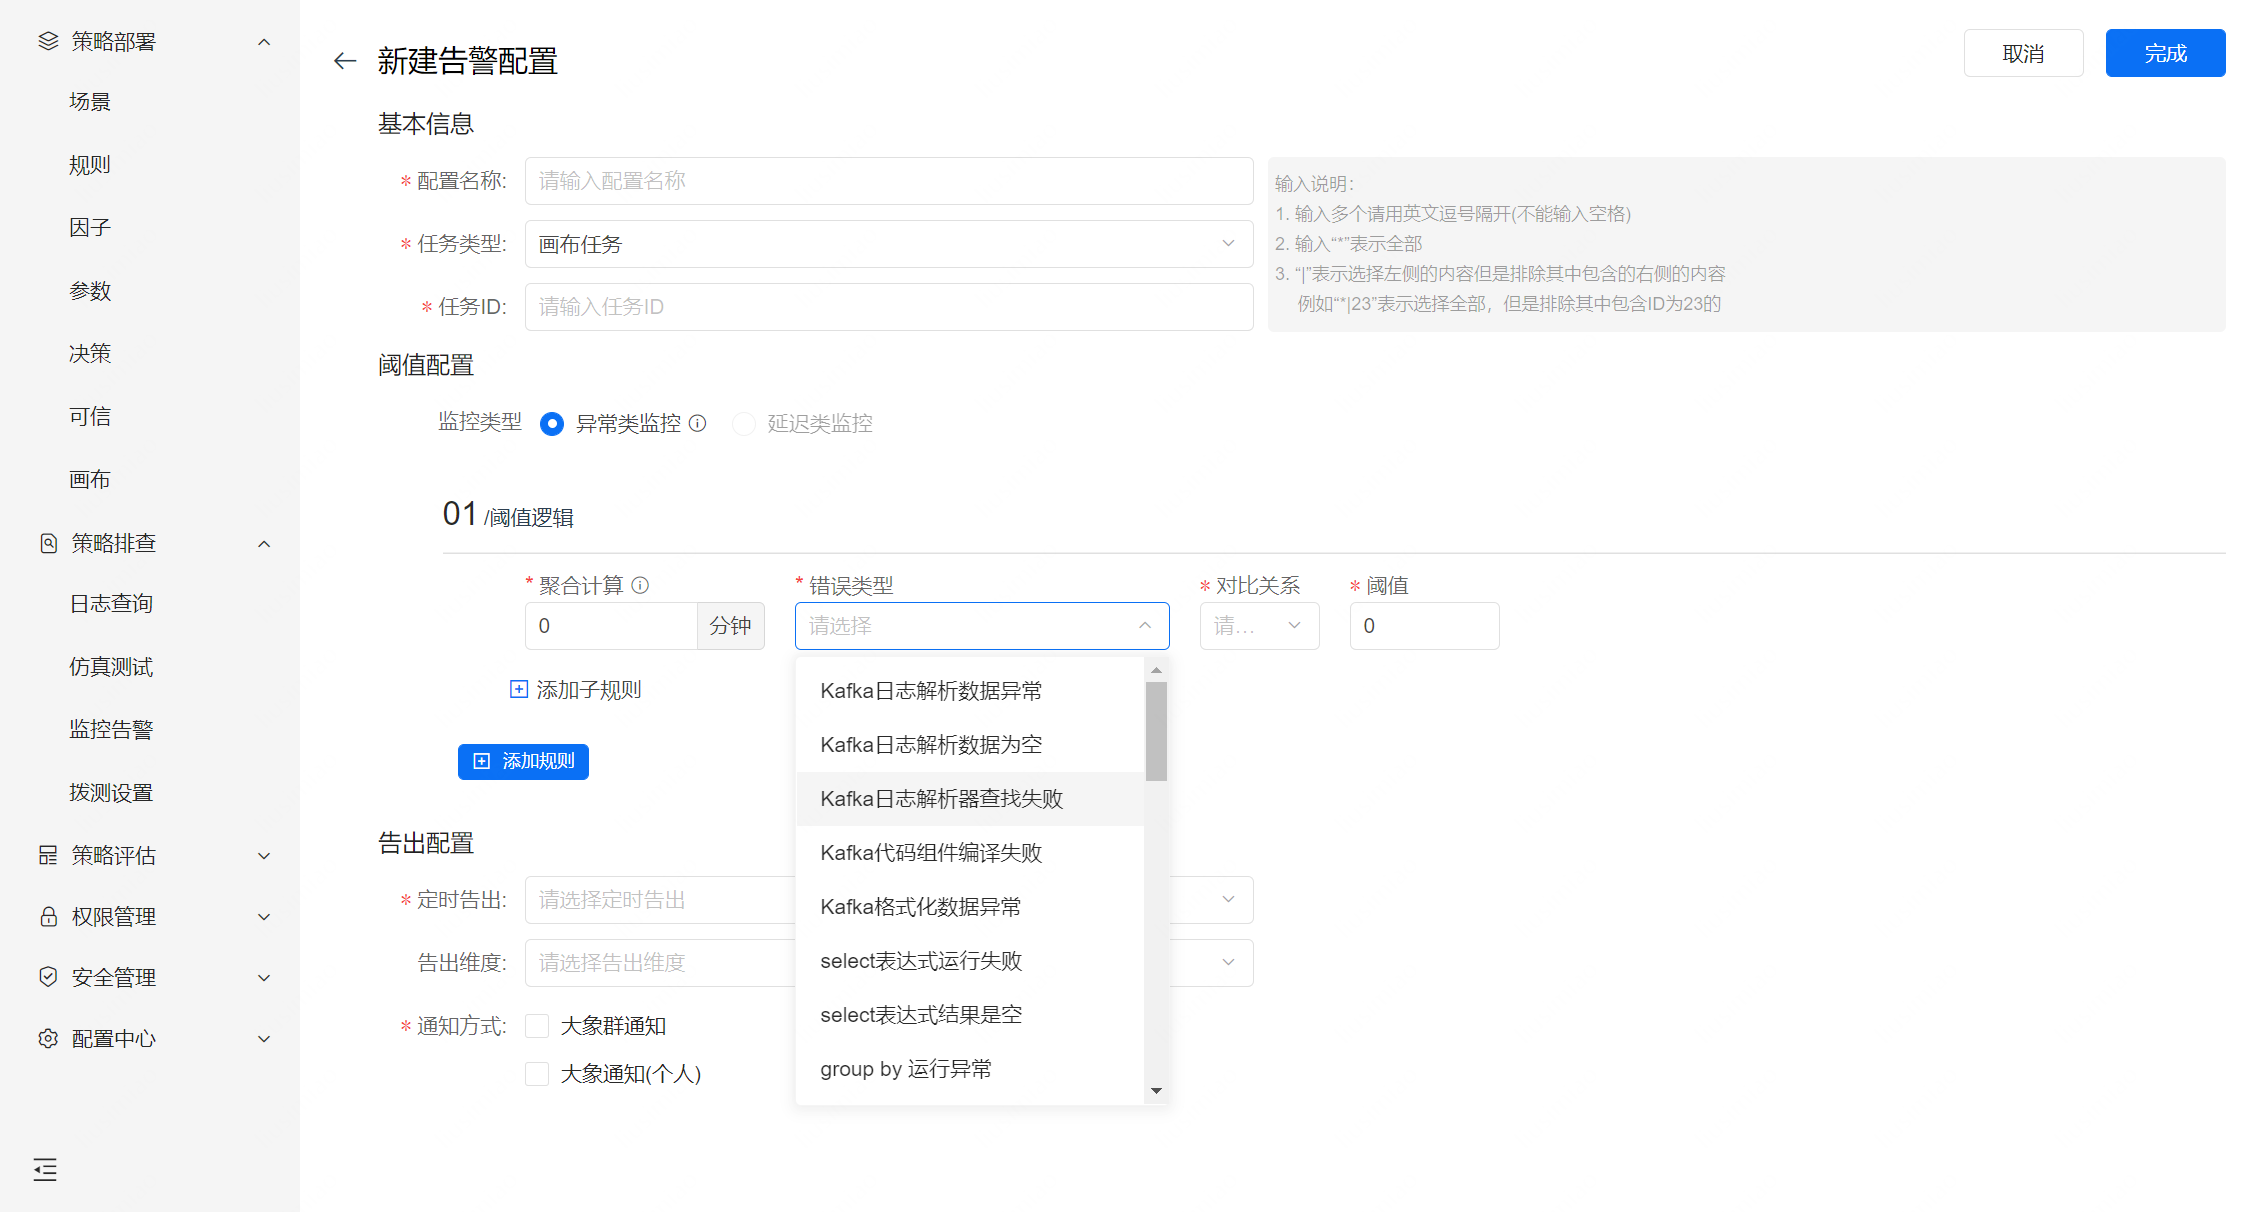 策略部署
场景
规则
因子
参数
决策
可信
画布
策略排查
日志查询
仿真测试
监控告警
拨测设置
策略评估
权限管理
安全管理
配置中心
新建告警配置
取消
完成
基本信息
* 配置名称:
请输入配置名称
* 任务类型:
画布任务
* 任务ID:
请输入任务ID
输入说明：
1. 输入多个请用英文逗号隔开(不能输入空格)
2. 输入“*”表示全部
3. “|”表示选择左侧的内容但是排除其中包含的右侧的内容
例如“*|23”表示选择全部，但是排除其中包含ID为23的
阈值配置
监控类型
异常类监控
延迟类监控
01 /阈值逻辑
* 聚合计算
* 错误类型
* 对比关系
* 阈值
0
分钟
请选择
请...
0
Kafka日志解析数据异常
Kafka日志解析数据为空
Kafka日志解析器查找失败
Kafka代码组件编译失败
Kafka格式化数据异常
select表达式运行失败
select表达式结果是空
group by 运行异常
添加子规则
添加规则
告出配置
* 定时告出:
请选择定时告出
告出维度:
请选择告出维度
* 通知方式:
大象群通知
大象通知(个人)